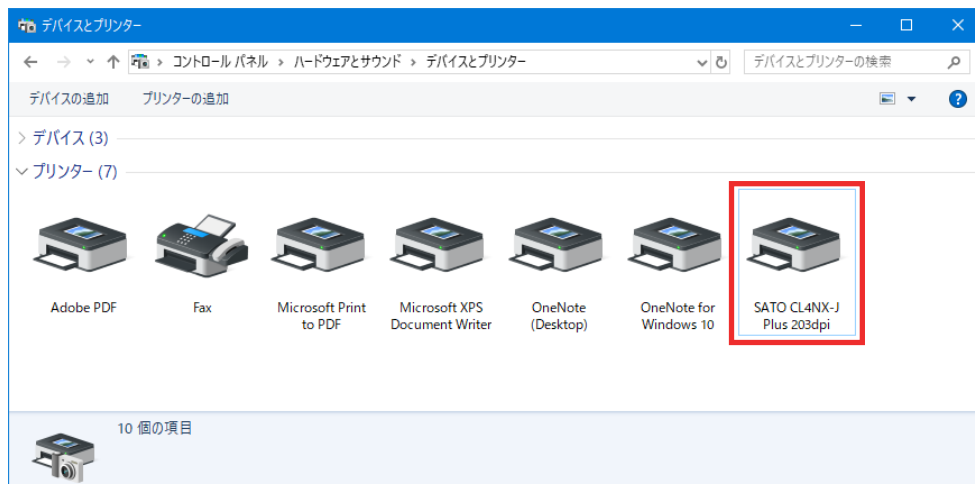 デバイスとプリンター
コントロール パネル › ハードウェアとサウンド › デバイスとプリンター
デバイスとプリンターの検索
デバイスの追加 プリンターの追加
デバイス (3)
プリンター (7)
Adobe PDF
Fax
Microsoft Print
to PDF
Microsoft XPS
Document Writer
OneNote
(Desktop)
OneNote for
Windows 10
SATO CL4NX-J
Plus 203dpi
10 個の項目